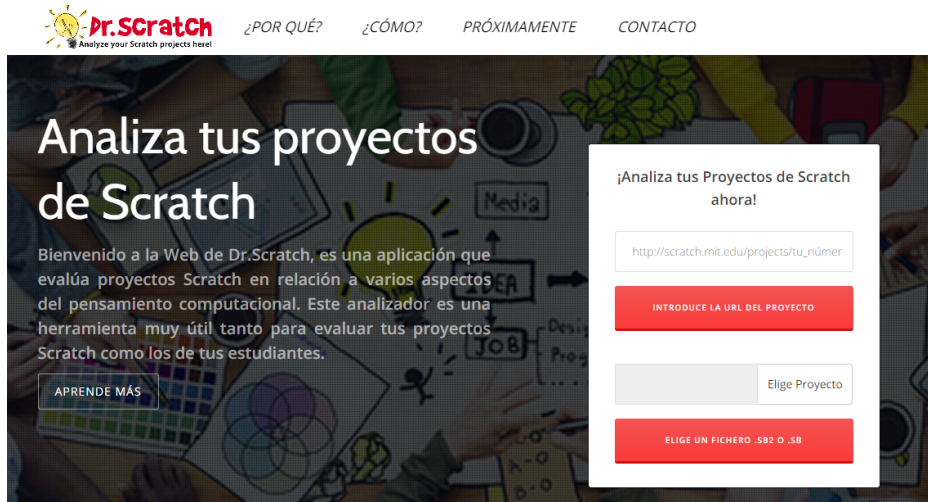 Dr.Scratch
Analyze your Scratch projects here!
¿POR QUÉ?
¿CÓMO?
PRÓXIMAMENTE
CONTACTO
Analiza tus proyectos
de Scratch
Bienvenido a la Web de Dr.Scratch, es una aplicación que
evalúa proyectos Scratch en relación a varios aspectos
del pensamiento computacional. Este analizador es una
herramienta muy útil tanto para evaluar tus proyectos
Scratch como los de tus estudiantes.
APRENDE MÁS
Media
IDEA
JOB
¡Analiza tus Proyectos de Scratch
ahora!
http://scratch.mit.edu/projects/tu_númer
INTRODUCE LA URL DEL PROYECTO
Elige Proyecto
ELIGE UN FICHERO .SB2 O .SB